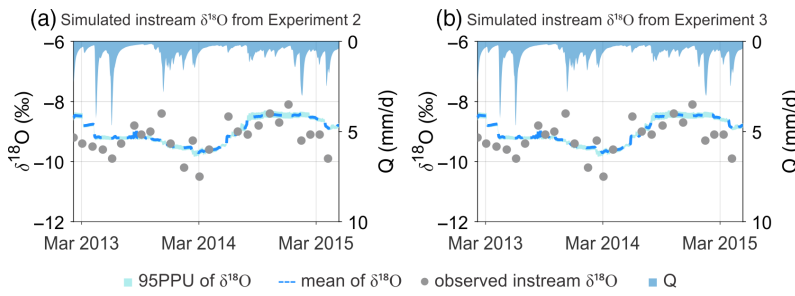 (a) Simulated instream δ¹⁸O from Experiment 2
−6
−8
−10
−12
δ¹⁸O (‰)
0
5
10
Q (mm/d)
Mar 2013
Mar 2014
Mar 2015
(b) Simulated instream δ¹⁸O from Experiment 3
−6
−8
−10
−12
δ¹⁸O (‰)
0
5
10
Q (mm/d)
Mar 2013
Mar 2014
Mar 2015
95PPU of δ¹⁸O mean of δ¹⁸O observed instream δ¹⁸O Q